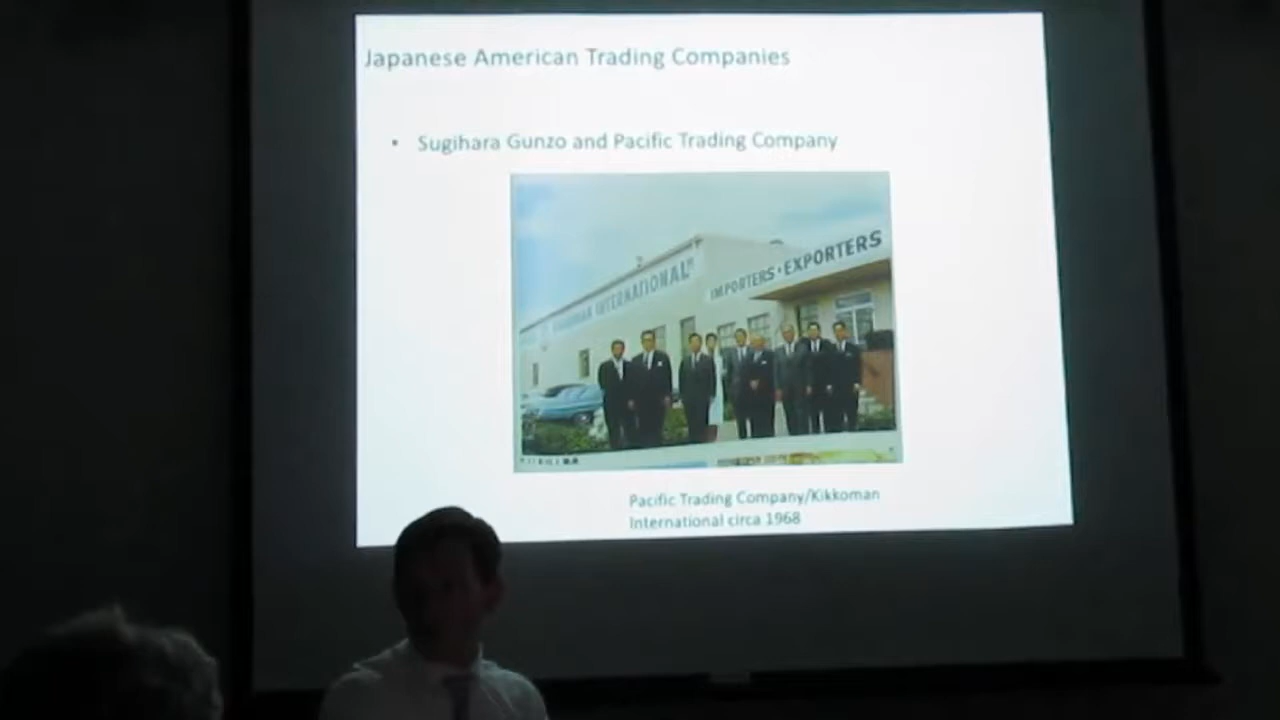 Japanese American Trading Companies
• Sugihara Gunzo and Pacific Trading Company
INTERNATIONAL"
IMPORTERS • EXPORTERS
Pacific Trading Company/Kikkoman
International circa 1968